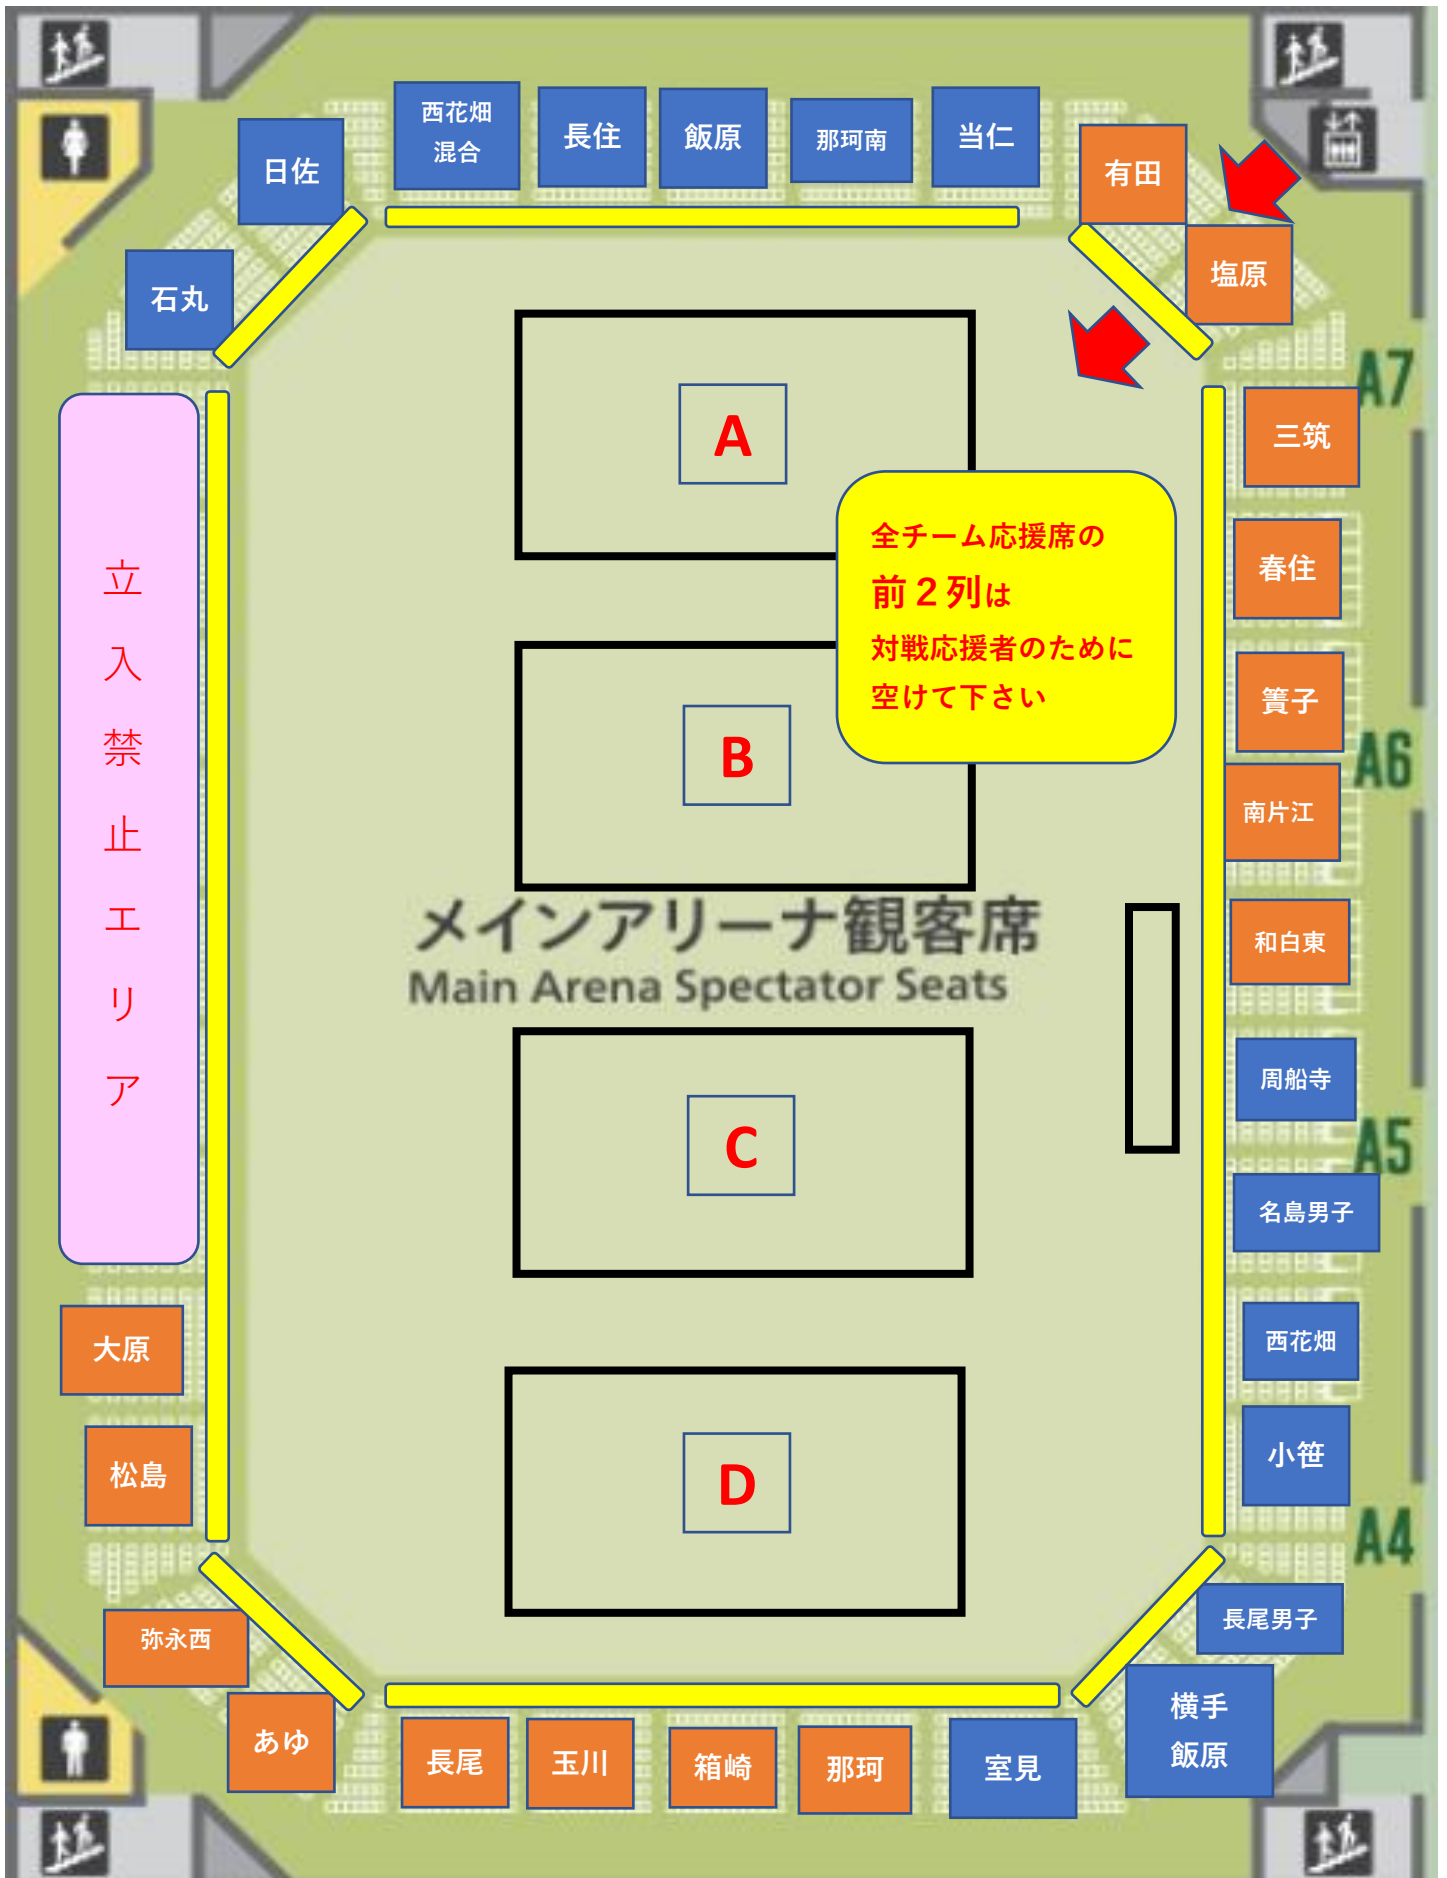 西花畑
混合
長住
飯原
那珂南
当仁
日佐
有田
石丸
塩原
A7
三筑
A
全チーム応援席の
前２列は
対戦応援者のために
空けて下さい
春住
立入禁止エリア
簀子
B
A6
南片江
メインアリーナ観客席
Main Arena Spectator Seats
和白東
周船寺
C
A5
名島男子
大原
西花畑
松島
小笹
D
A4
弥永西
長尾男子
あゆ
横手
飯原
長尾
玉川
箱崎
那珂
室見